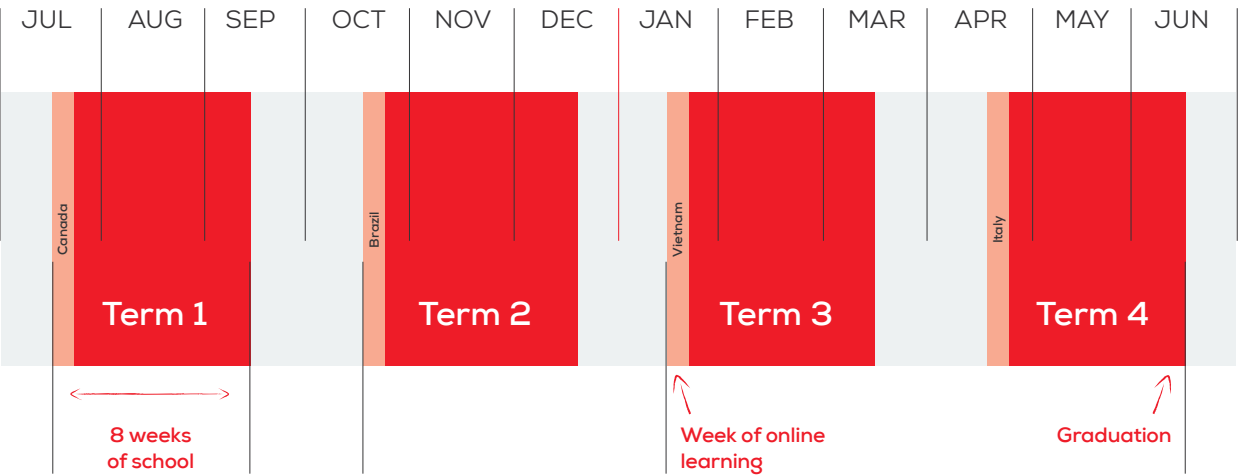 JUL AUG SEP OCT NOV DEC JAN FEB MAR APR MAY JUN
Canada
Brazil
Vietnam
Italy
Term 1
Term 2
Term 3
Term 4
8 weeks
of school
Week of online
learning
Graduation